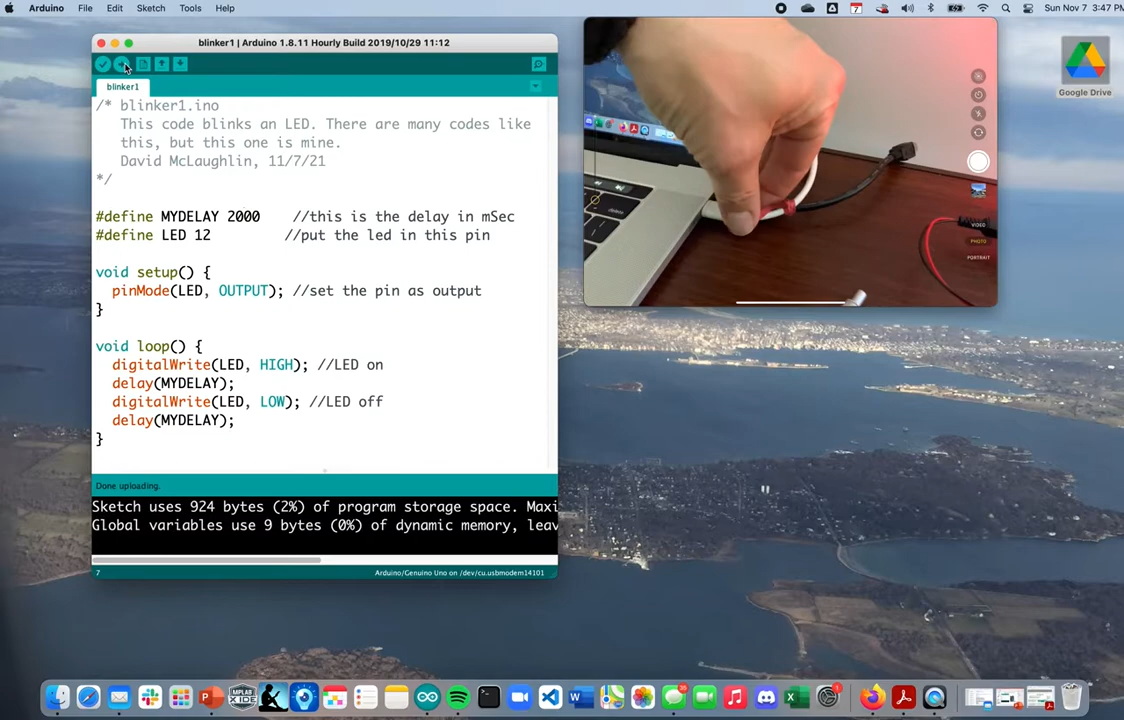 Arduino File Edit Sketch Tools Help
7
Sun Nov 7 3:47 PM
blinker1 | Arduino 1.8.11 Hourly Build 2019/10/29 11:12
blinker1
/* blinker1.ino
This code blinks an LED. There are many codes like
this, but this one is mine.
David McLaughlin, 11/7/21
*/
#define MYDELAY 2000 //this is the delay in mSec
#define LED 12 //put the led in this pin
void setup() {
pinMode(LED, OUTPUT); //set the pin as output
}
void loop() {
digitalWrite(LED, HIGH); //LED on
delay(MYDELAY);
digitalWrite(LED, LOW); //LED off
delay(MYDELAY);
}
Done uploading.
Sketch uses 924 bytes (2%) of program storage space. Maxi
Global variables use 9 bytes (0%) of dynamic memory, leav
7
Arduino/Genuino Uno on /dev/cu.usbmodem14101
VIDEO
PHOTO
PORTRAIT
Google Drive
MPLAB
X IDE